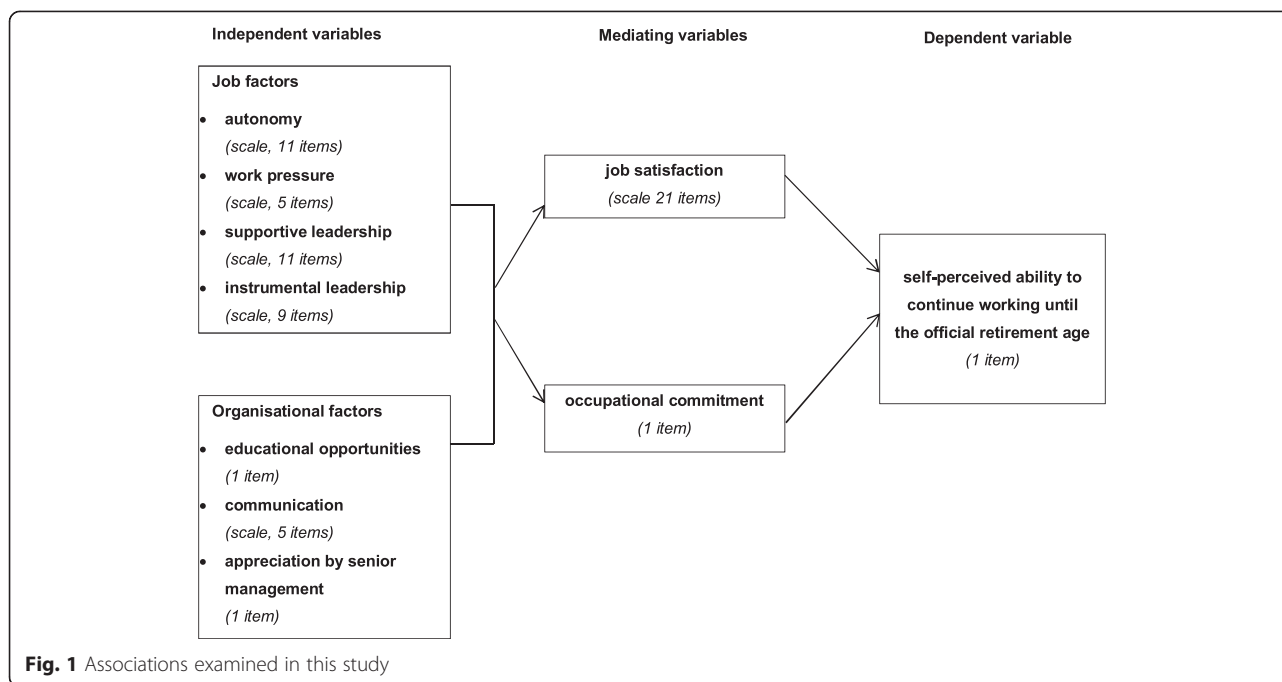 Independent variables
Mediating variables
Dependent variable
Job factors
• autonomy
(scale, 11 items)
• work pressure
(scale, 5 items)
• supportive leadership
(scale, 11 items)
• instrumental leadership
(scale, 9 items)
Organisational factors
• educational opportunities
(1 item)
• communication
(scale, 5 items)
• appreciation by senior
management
(1 item)
job satisfaction
(scale 21 items)
occupational commitment
(1 item)
self-perceived ability to
continue working until
the official retirement age
(1 item)
Fig. 1 Associations examined in this study